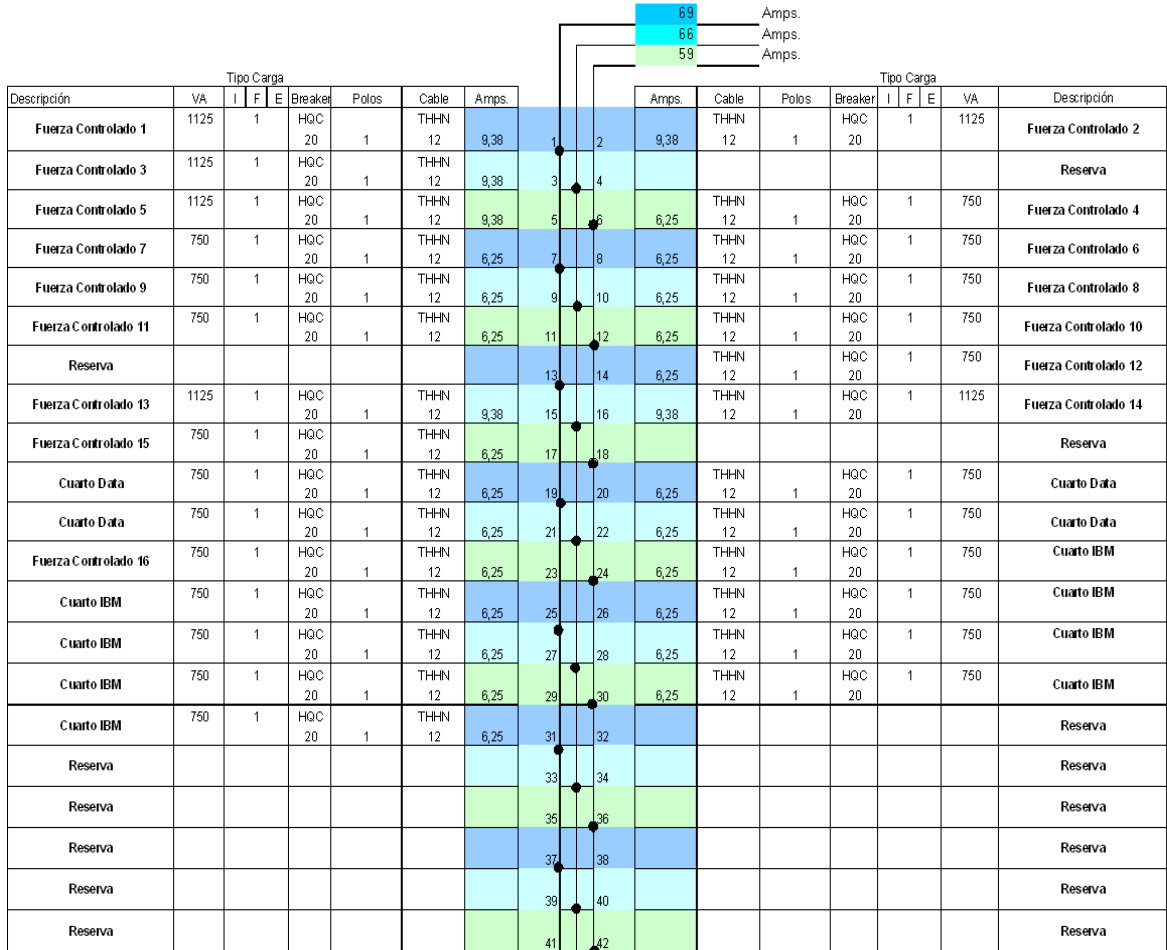 69 Amps.
66 Amps.
59 Amps.
Tipo Carga Tipo Carga
Descripción VA I F E Breaker Polos Cable Amps. Amps. Cable Polos Breaker I F E VA Descripción
Fuerza Controlado 1 1125 1 HQC 20 1 THHN 12 9,38 1 2 9,38 THHN 12 1 HQC 20 1 1125 Fuerza Controlado 2
Fuerza Controlado 3 1125 1 HQC 20 1 THHN 12 9,38 3 4 Reserva
Fuerza Controlado 5 1125 1 HQC 20 1 THHN 12 9,38 5 6 6,25 THHN 12 1 HQC 20 1 750 Fuerza Controlado 4
Fuerza Controlado 7 750 1 HQC 20 1 THHN 12 6,25 7 8 6,25 THHN 12 1 HQC 20 1 750 Fuerza Controlado 6
Fuerza Controlado 9 750 1 HQC 20 1 THHN 12 6,25 9 10 6,25 THHN 12 1 HQC 20 1 750 Fuerza Controlado 8
Fuerza Controlado 11 750 1 HQC 20 1 THHN 12 6,25 11 12 6,25 THHN 12 1 HQC 20 1 750 Fuerza Controlado 10
Reserva 13 14 6,25 THHN 12 1 HQC 20 1 750 Fuerza Controlado 12
Fuerza Controlado 13 1125 1 HQC 20 1 THHN 12 9,38 15 16 9,38 THHN 12 1 HQC 20 1 1125 Fuerza Controlado 14
Fuerza Controlado 15 750 1 HQC 20 1 THHN 12 6,25 17 18 Reserva
Cuarto Data 750 1 HQC 20 1 THHN 12 6,25 19 20 6,25 THHN 12 1 HQC 20 1 750 Cuarto Data
Cuarto Data 750 1 HQC 20 1 THHN 12 6,25 21 22 6,25 THHN 12 1 HQC 20 1 750 Cuarto Data
Fuerza Controlado 16 750 1 HQC 20 1 THHN 12 6,25 23 24 6,25 THHN 12 1 HQC 20 1 750 Cuarto IBM
Cuarto IBM 750 1 HQC 20 1 THHN 12 6,25 25 26 6,25 THHN 12 1 HQC 20 1 750 Cuarto IBM
Cuarto IBM 750 1 HQC 20 1 THHN 12 6,25 27 28 6,25 THHN 12 1 HQC 20 1 750 Cuarto IBM
Cuarto IBM 750 1 HQC 20 1 THHN 12 6,25 29 30 6,25 THHN 12 1 HQC 20 1 750 Cuarto IBM
Cuarto IBM 750 1 HQC 20 1 THHN 12 6,25 31 32 Reserva
Reserva 33 34 Reserva
Reserva 35 36 Reserva
Reserva 37 38 Reserva
Reserva 39 40 Reserva
Reserva 41 42 Reserva